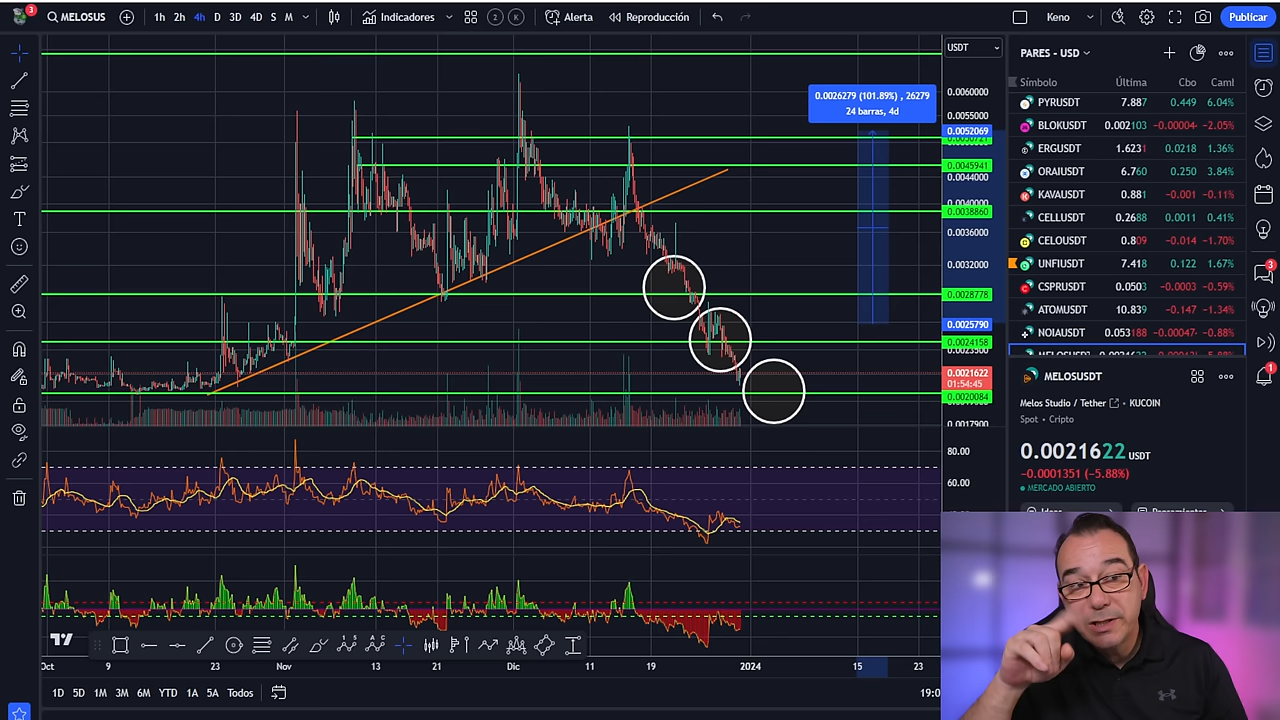 3
MELOSUS
1h 2h 4h D 3D 4D S M
Indicadores
2 K
Alerta
Reproducción
Keno
Publicar
USDT
PARES - USD
Símbolo Última Cbo Caml
PYRUSDT 7.887 0.449 6.04%
BLOKUSDT 0.002103 −0.00004 −2.05%
ERGUSDT 1.6231 0.0218 1.36%
ORAIUSDT 6.760 0.250 3.84%
KAVAUSDT 0.881 −0.001 −0.11%
CELLUSDT 0.2688 0.0011 0.41%
CELOUSDT 0.809 −0.014 −1.70%
UNFIUSDT 7.418 0.122 1.67%
CSPRUSDT 0.0503 −0.0003 −0.59%
ATOMUSDT 10.839 −0.147 −1.34%
NOIAUSDT 0.053188 −0.00047 −0.88%
0.0026279 (101.89%) , 26279
24 barras, 4d
0.0060000
0.0055000
0.0052069
0.0045941
0.0044000
0.0038860
0.0036000
0.0032000
0.0028778
0.0025790
0.0024158
0.0023500
0.0021622
01:54:45
0.0020084
0.0017900
80.00
60.00
3
1
MELOSUSDT
Melos Studio / Tether • KUCOIN
Spot • Cripto
0.0021622 USDT
−0.0001351 (−5.88%)
MERCADO ABIERTO
Oct 9 23 Nov 13 21 Dic 11 19 2024 15 23
1D 5D 1M 3M 6M YTD 1A 5A Todos
19:0